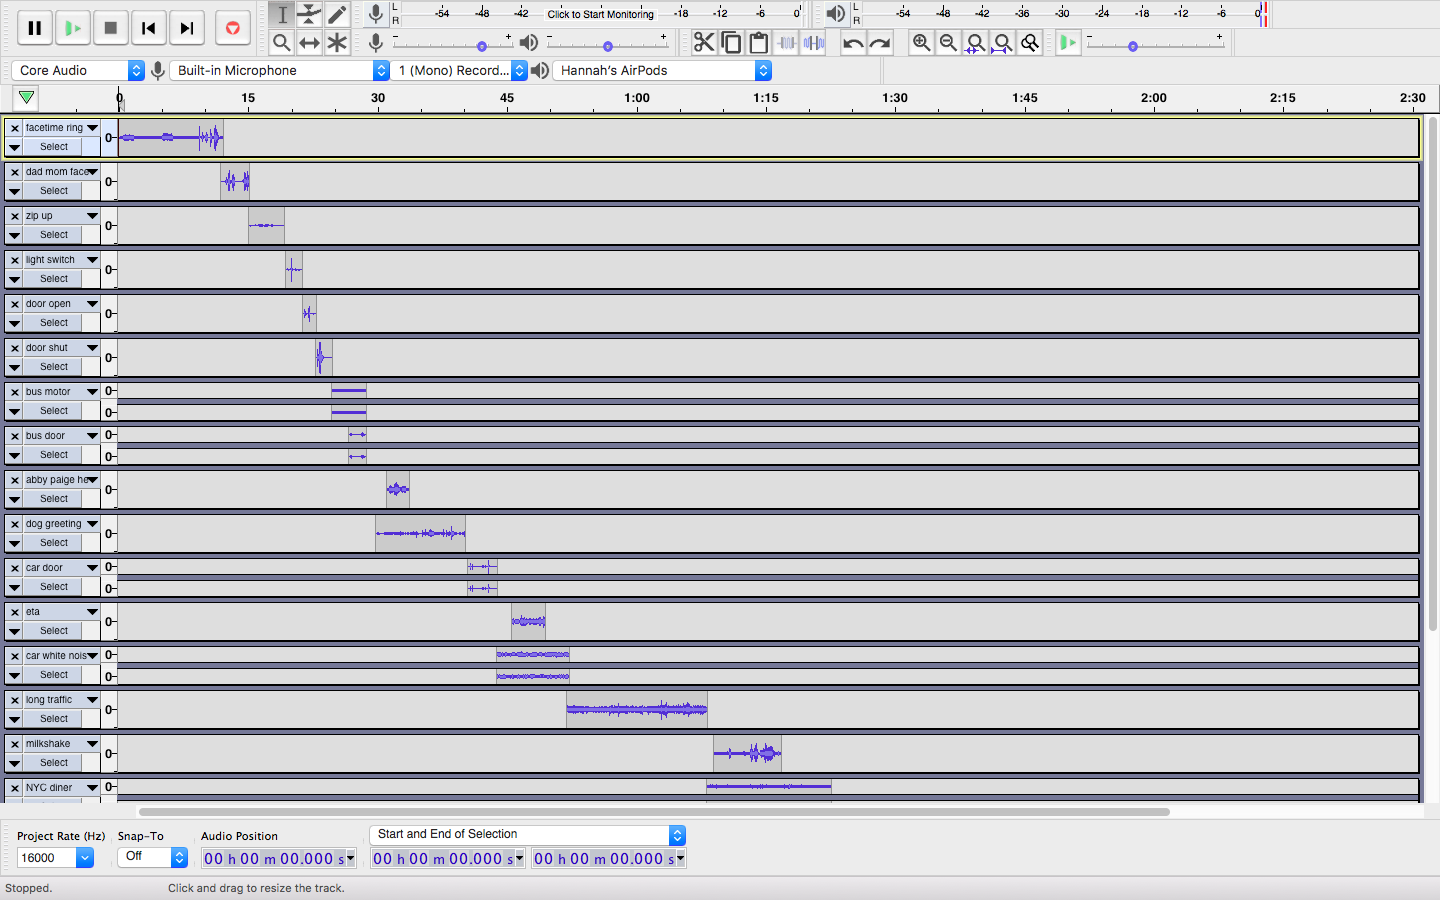 L
R
-54 -48 -42 Click to Start Monitoring -18 -12 -6 0
L
R
-54 -48 -42 -36 -30 -24 -18 -12 -6 0
Core Audio
Built-in Microphone
1 (Mono) Record...
Hannah's AirPods
0 15 30 45 1:00 1:15 1:30 1:45 2:00 2:15 2:30
facetime ring
Select
0
dad mom face
Select
0
zip up
Select
0
light switch
Select
0
door open
Select
0
door shut
Select
0
bus motor
0
Select
0
bus door
0
Select
0
abby paige he
Select
0
dog greeting
Select
0
car door
0
Select
0
eta
Select
0
car white nois
0
Select
0
long traffic
Select
0
milkshake
Select
0
NYC diner
0
Project Rate (Hz) Snap-To Audio Position Start and End of Selection
16000 Off 00 h 00 m 00.000 s 00 h 00 m 00.000 s 00 h 00 m 00.000 s
Stopped. Click and drag to resize the track.